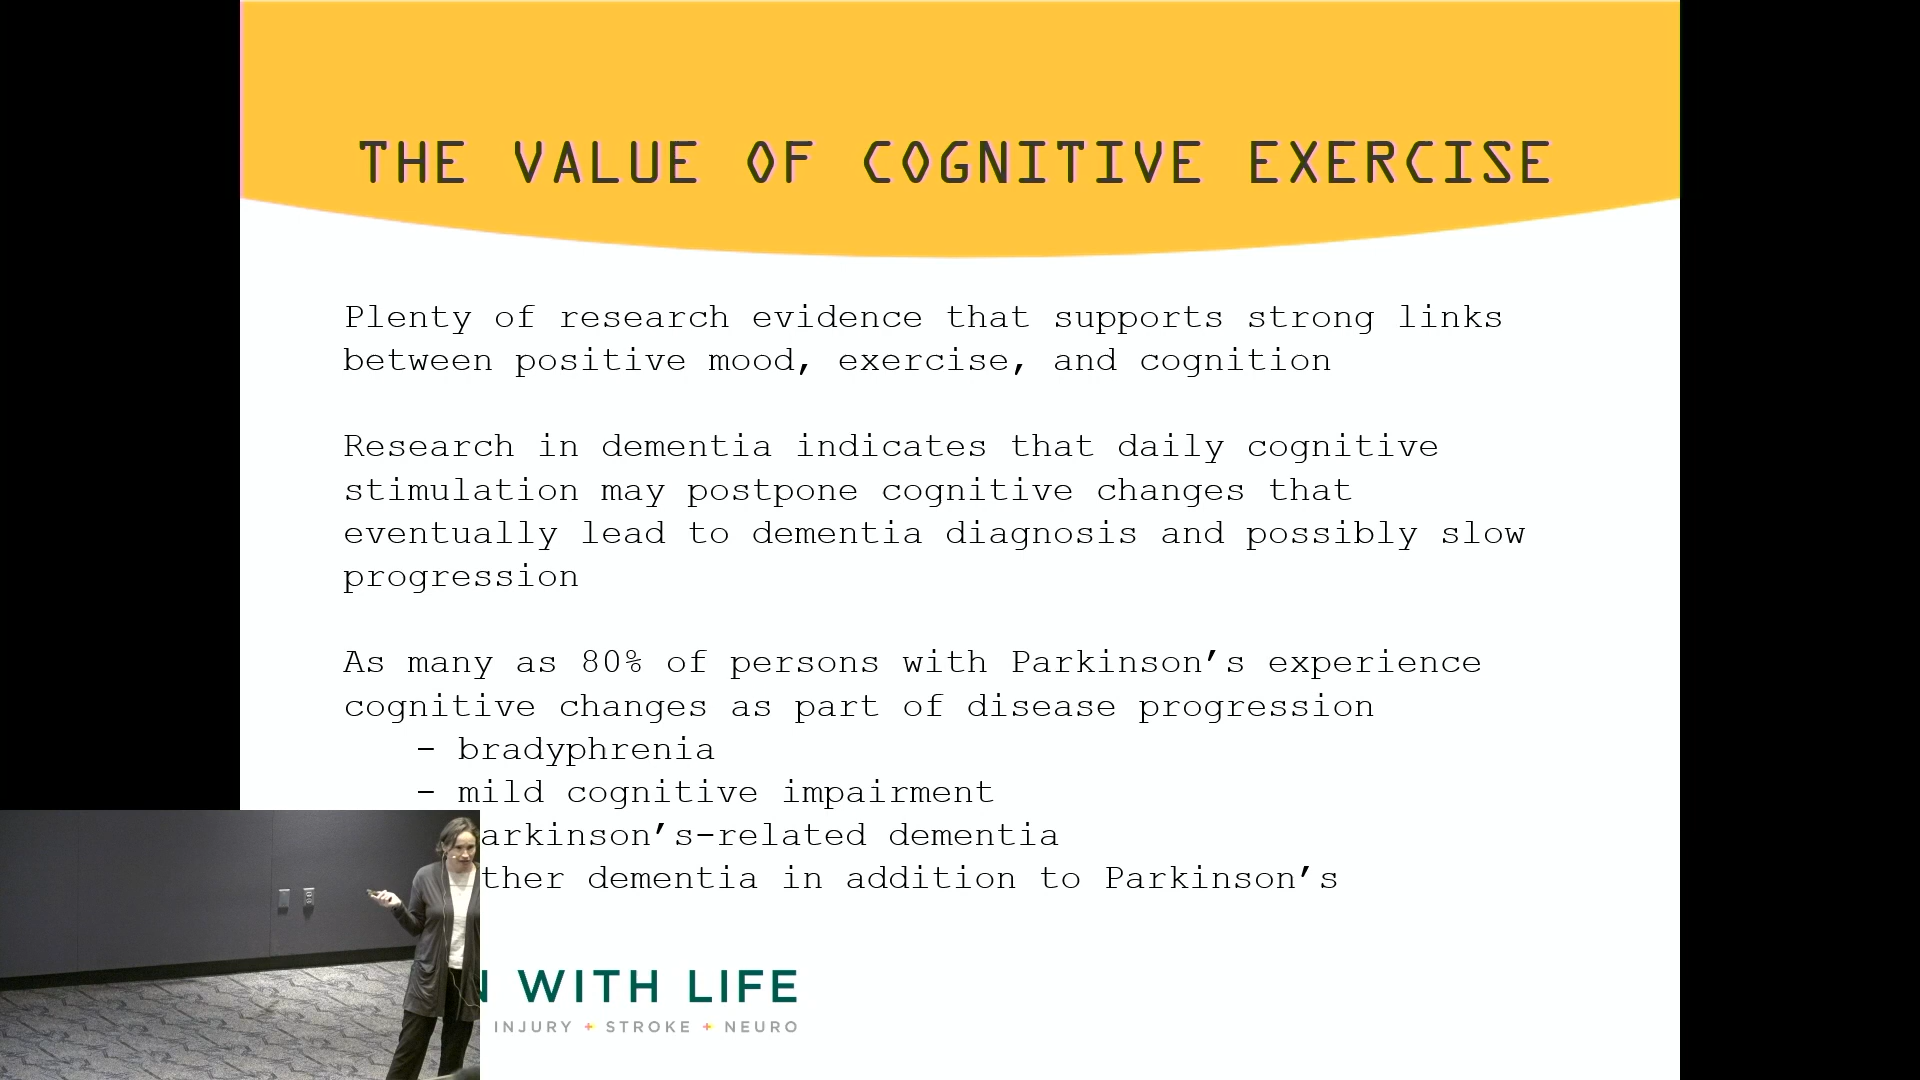 THE VALUE OF COGNITIVE EXERCISE
Plenty of research evidence that supports strong links
between positive mood, exercise, and cognition
Research in dementia indicates that daily cognitive
stimulation may postpone cognitive changes that
eventually lead to dementia diagnosis and possibly slow
progression
As many as 80% of persons with Parkinson’s experience
cognitive changes as part of disease progression
- bradyphrenia
- mild cognitive impairment
arkinson’s-related dementia
ther dementia in addition to Parkinson’s
WITH LIFE
INJURY + STROKE + NEURO